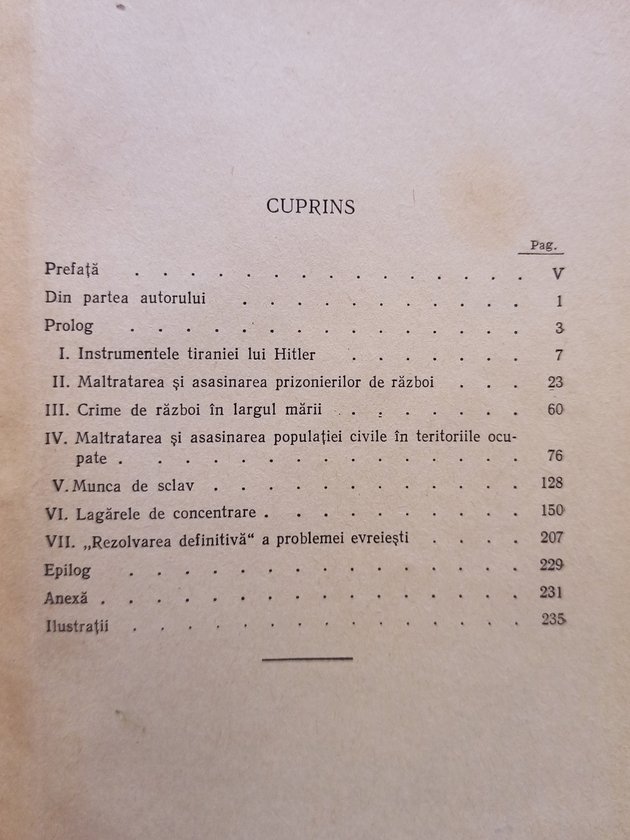 CUPRINS
Pag.
Prefață . . . . . . . . . . . . . . . V
Din partea autorului . . . . . . . . . . . 1
Prolog . . . . . . . . . . . . . . . 3
I. Instrumentele tiraniei lui Hitler . . . . . . . 7
II. Maltratarea și asasinarea prizonierilor de război . . . 23
III. Crime de război în largul mării . . . . . . . 60
IV. Maltratarea și asasinarea populației civile în teritoriile ocu-
pate . . . . . . . . . . . . . . . . 76
V. Munca de sclav . . . . . . . . . . . . 128
VI. Lagărele de concentrare . . . . . . . . . . 150
VII. „Rezolvarea definitivă“ a problemei evreiești . . . . 207
Epilog . . . . . . . . . . . . . . . 229
Anexă . . . . . . . . . . . . . . . . 231
Ilustrații . . . . . . . . . . . . . . . 235